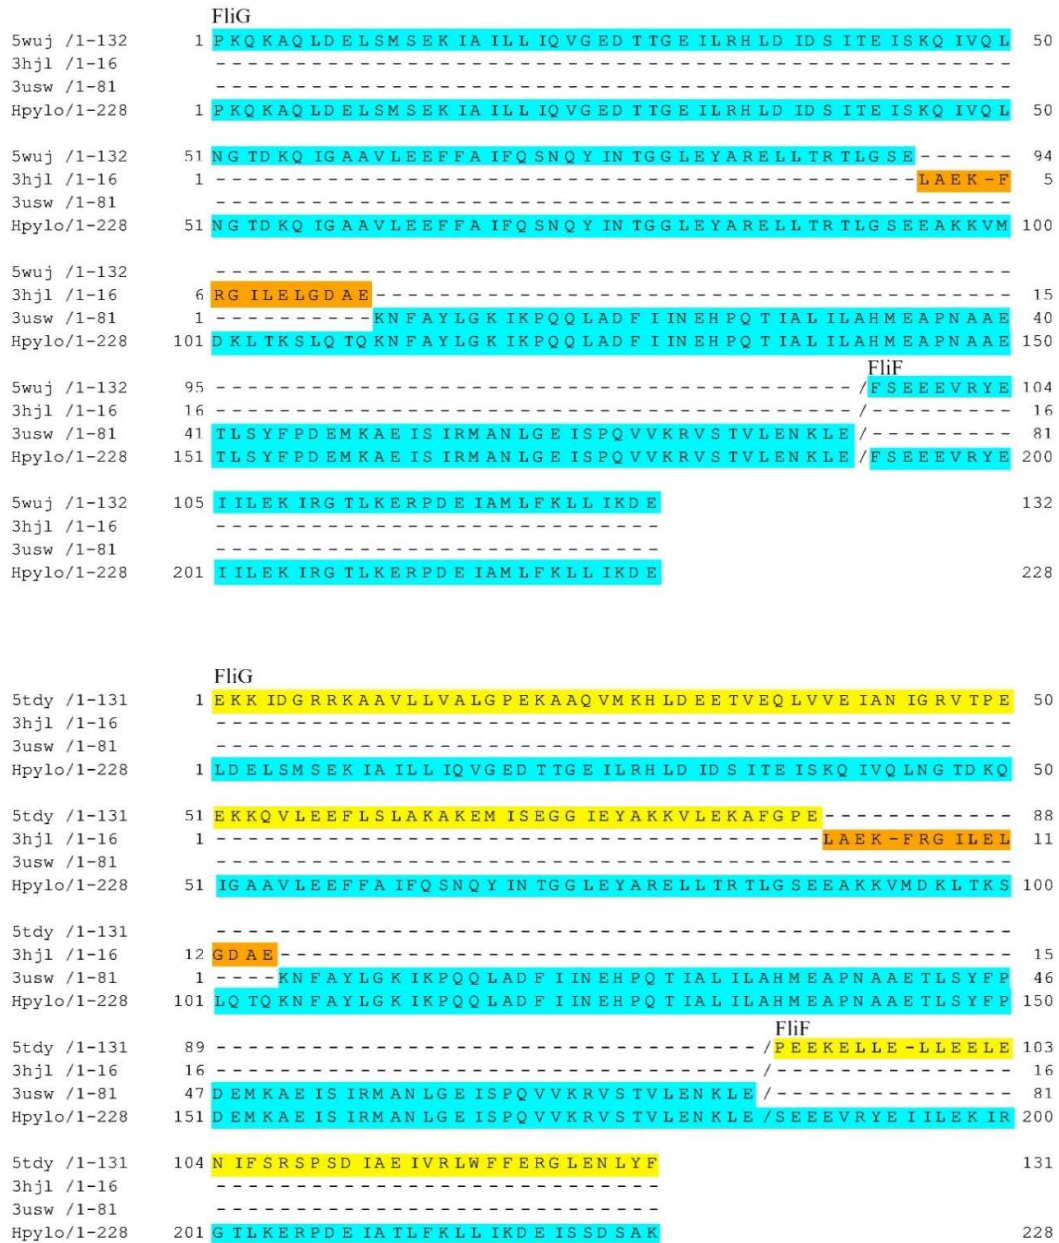 FliG
5wuj /1-132 1 PKQKAQLDELSMSEKIAILLIQVGEDTTGEILRHLDIDSITEISKQIVQL 50
3hjl /1-16 --------------------------------------------------
3usw /1-81 --------------------------------------------------
Hpylo/1-228 1 PKQKAQLDELSMSEKIAILLIQVGEDTTGEILRHLDIDSITEISKQIVQL 50
5wuj /1-132 51 NGTDKQIGAAVLEEFFAIFQSNQYINTGGLEYARELLTRTLGSE------ 94
3hjl /1-16 1 --------------------------------------------LAEK-F 5
3usw /1-81 --------------------------------------------------
Hpylo/1-228 51 NGTDKQIGAAVLEEFFAIFQSNQYINTGGLEYARELLTRTLGSEEAKKVM 100
5wuj /1-132 --------------------------------------------------
3hjl /1-16 6 RGILELGDAE---------------------------------------- 15
3usw /1-81 1 ----------KNFAYLGKIKPQQLADFIINEHPQTIALILAHMEAPNAAE 40
Hpylo/1-228 101 DKLTKSLQTQKNFAYLGKIKPQQLADFIINEHPQTIALILAHMEAPNAAE 150
FliF
5wuj /1-132 95 ----------------------------------------/FSEEEVRYE 104
3hjl /1-16 16 ----------------------------------------/--------- 16
3usw /1-81 41 TLSYFPDEMKAEISIRMANLGEISPQVVKRVSTVLENKLE/--------- 81
Hpylo/1-228 151 TLSYFPDEMKAEISIRMANLGEISPQVVKRVSTVLENKLE/FSEEEVRYE 200
5wuj /1-132 105 IILEKIRGTLKERPDEIAMLFKLLIKDE 132
3hjl /1-16 ----------------------------
3usw /1-81 ----------------------------
Hpylo/1-228 201 IILEKIRGTLKERPDEIAMLFKLLIKDE 228
FliG
5tdy /1-131 1 EKKIDGRRKAAVLLVALGPEKAAQVMKHLDEETVEQLVVEIANIGRVTPE 50
3hjl /1-16 --------------------------------------------------
3usw /1-81 --------------------------------------------------
Hpylo/1-228 1 LDELSMSEKIAILLIQVGEDTTGEILRHLDIDSITEISKQIVQLNGTDKQ 50
5tdy /1-131 51 EKKQVLEEFLSLAKAKEMISEGGIEYAKKVLEKAFGPE------------ 88
3hjl /1-16 1 --------------------------------------LAEK-FRGILEL 11
3usw /1-81 --------------------------------------------------
Hpylo/1-228 51 IGAAVLEEFFAIFQSNQYINTGGLEYARELLTRTLGSEEAKKVMDKLTKS 100
5tdy /1-131 --------------------------------------------------
3hjl /1-16 12 GDAE---------------------------------------------- 15
3usw /1-81 1 ----KNFAYLGKIKPQQLADFIINEHPQTIALILAHMEAPNAAETLSYFP 46
Hpylo/1-228 101 LQTQKNFAYLGKIKPQQLADFIINEHPQTIALILAHMEAPNAAETLSYFP 150
FliF
5tdy /1-131 89 ----------------------------------/PEEKELLE-LLEELE 103
3hjl /1-16 16 ----------------------------------/--------------- 16
3usw /1-81 47 DEMKAEISIRMANLGEISPQVVKRVSTVLENKLE/--------------- 81
Hpylo/1-228 151 DEMKAEISIRMANLGEISPQVVKRVSTVLENKLE/SEEEVRYEIILEKIR 200
5tdy /1-131 104 NIFSRSPSDIAEIVRLWFFERGLENLYF 131
3hjl /1-16 ----------------------------
3usw /1-81 ----------------------------
Hpylo/1-228 201 GTLKERPDEIATLFKLLIKDEISSDSAK 228